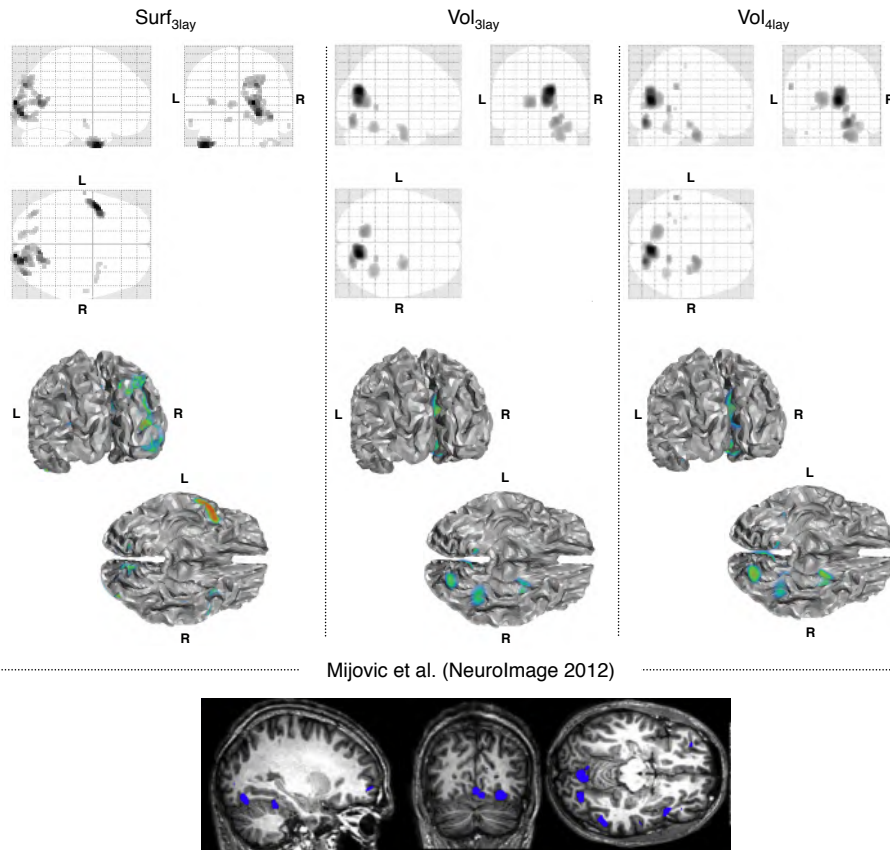 Surf3lay Vol3lay Vol4lay
L R L R L R
L L L
R R R
L R L R L R
L L L
R R R
Mijovic et al. (NeuroImage 2012)